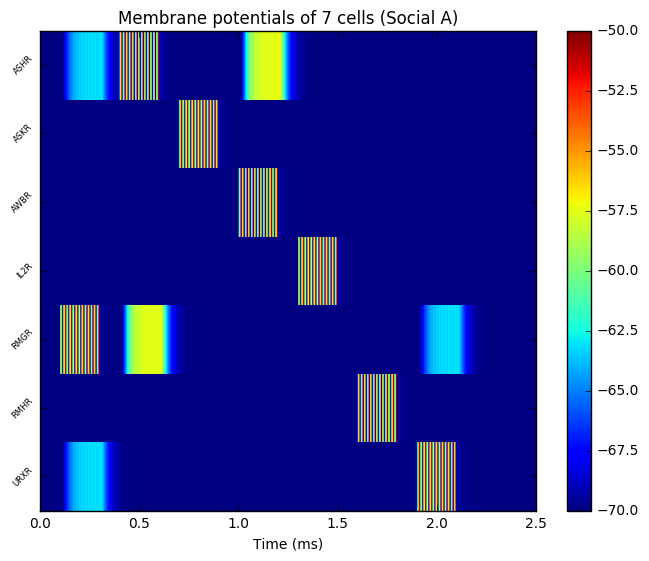 Membrane potentials of 7 cells (Social A)
ASHR
ASKR
AWBR
IL2R
RMGR
RMHR
URXR
0.0 0.5 1.0 1.5 2.0 2.5
Time (ms)
−50.0
−52.5
−55.0
−57.5
−60.0
−62.5
−65.0
−67.5
−70.0